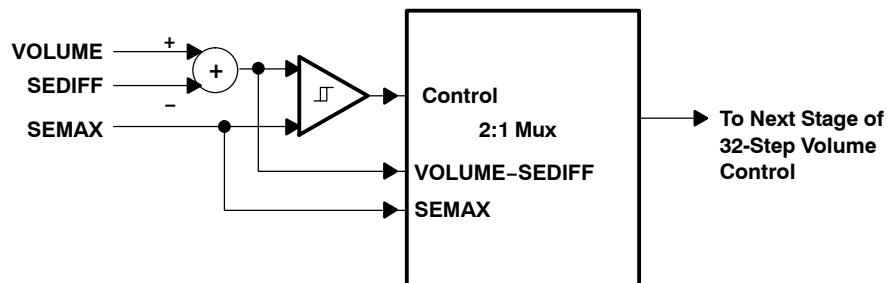 VOLUME
+
SEDIFF
−
+
SEMAX
Control
2:1 Mux
VOLUME−SEDIFF
SEMAX
To Next Stage of
32-Step Volume
Control